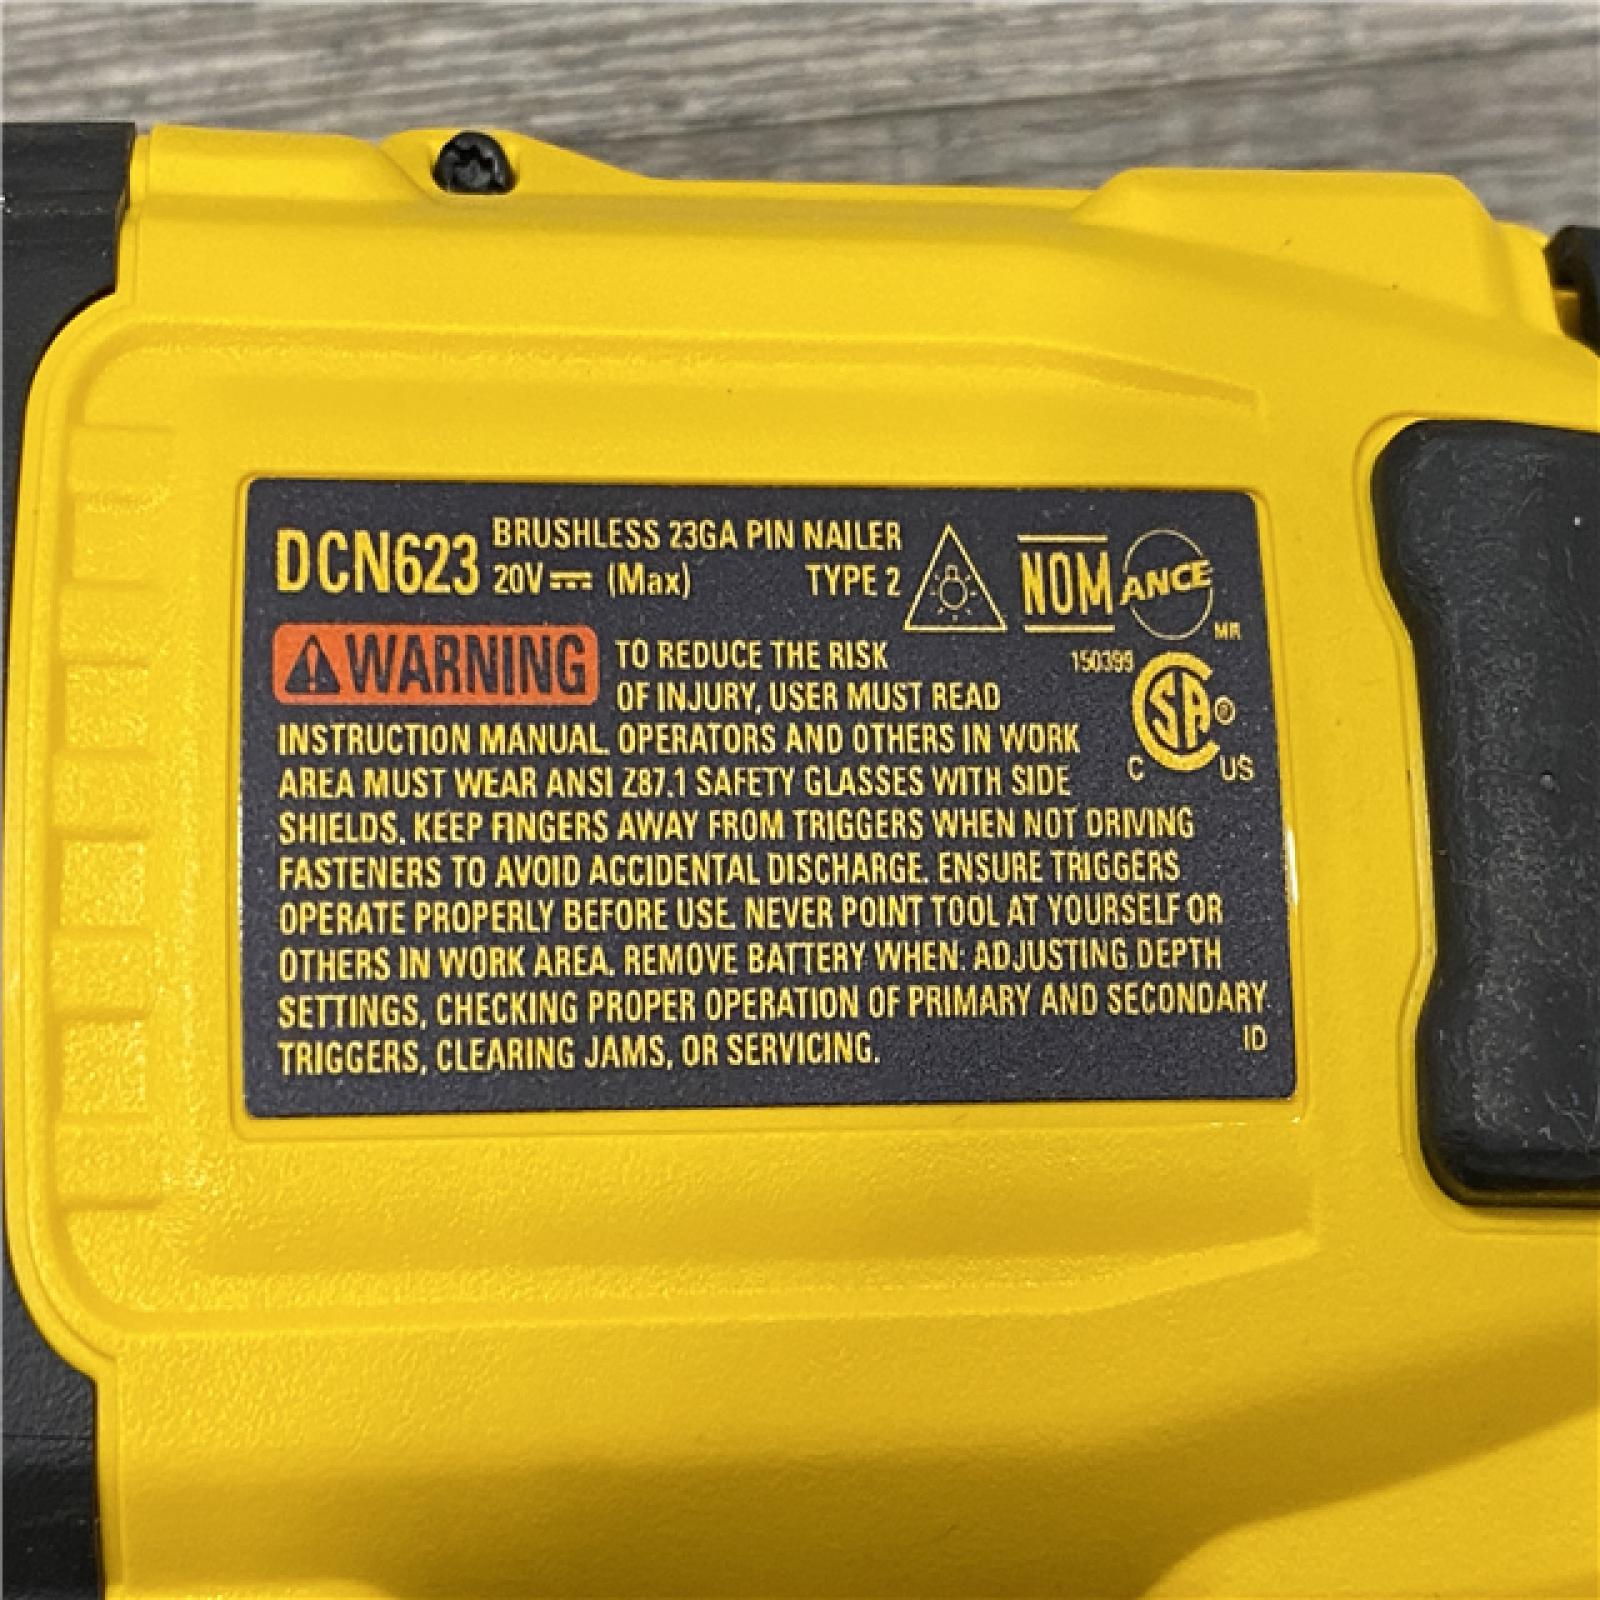 DCN623 BRUSHLESS 23GA PIN NAILER
20V ⎓ (Max) TYPE 2
NOM ANCE
MR
150399
SA ®
C US
WARNING TO REDUCE THE RISK
OF INJURY, USER MUST READ
INSTRUCTION MANUAL. OPERATORS AND OTHERS IN WORK
AREA MUST WEAR ANSI Z87.1 SAFETY GLASSES WITH SIDE
SHIELDS. KEEP FINGERS AWAY FROM TRIGGERS WHEN NOT DRIVING
FASTENERS TO AVOID ACCIDENTAL DISCHARGE. ENSURE TRIGGERS
OPERATE PROPERLY BEFORE USE. NEVER POINT TOOL AT YOURSELF OR
OTHERS IN WORK AREA. REMOVE BATTERY WHEN: ADJUSTING DEPTH
SETTINGS, CHECKING PROPER OPERATION OF PRIMARY AND SECONDARY
TRIGGERS, CLEARING JAMS, OR SERVICING. ID